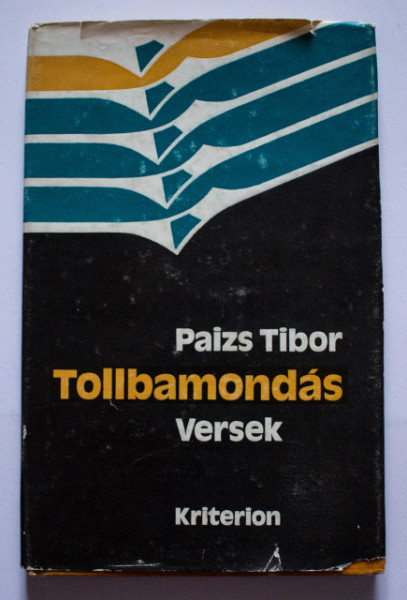 Paizs Tibor
Tollbamondás
Versek
Kriterion